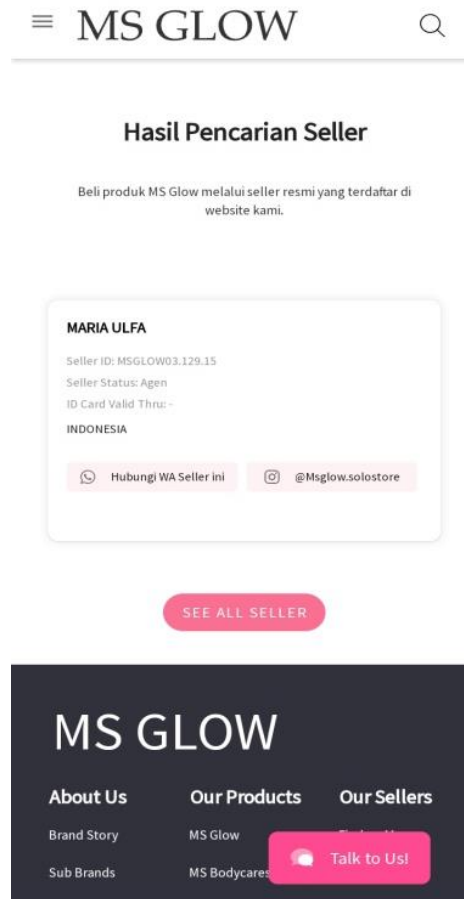 MS GLOW
Hasil Pencarian Seller
Beli produk MS Glow melalui seller resmi yang terdaftar di
website kami.
MARIA ULFA
Seller ID: MSGLOW03.129.15
Seller Status: Agen
ID Card Valid Thru: -
INDONESIA
Hubungi WA Seller ini
@Msglow.solostore
SEE ALL SELLER
MS GLOW
About Us
Our Products
Our Sellers
Brand Story
MS Glow
Sub Brands
MS Bodycares
Talk to Us!